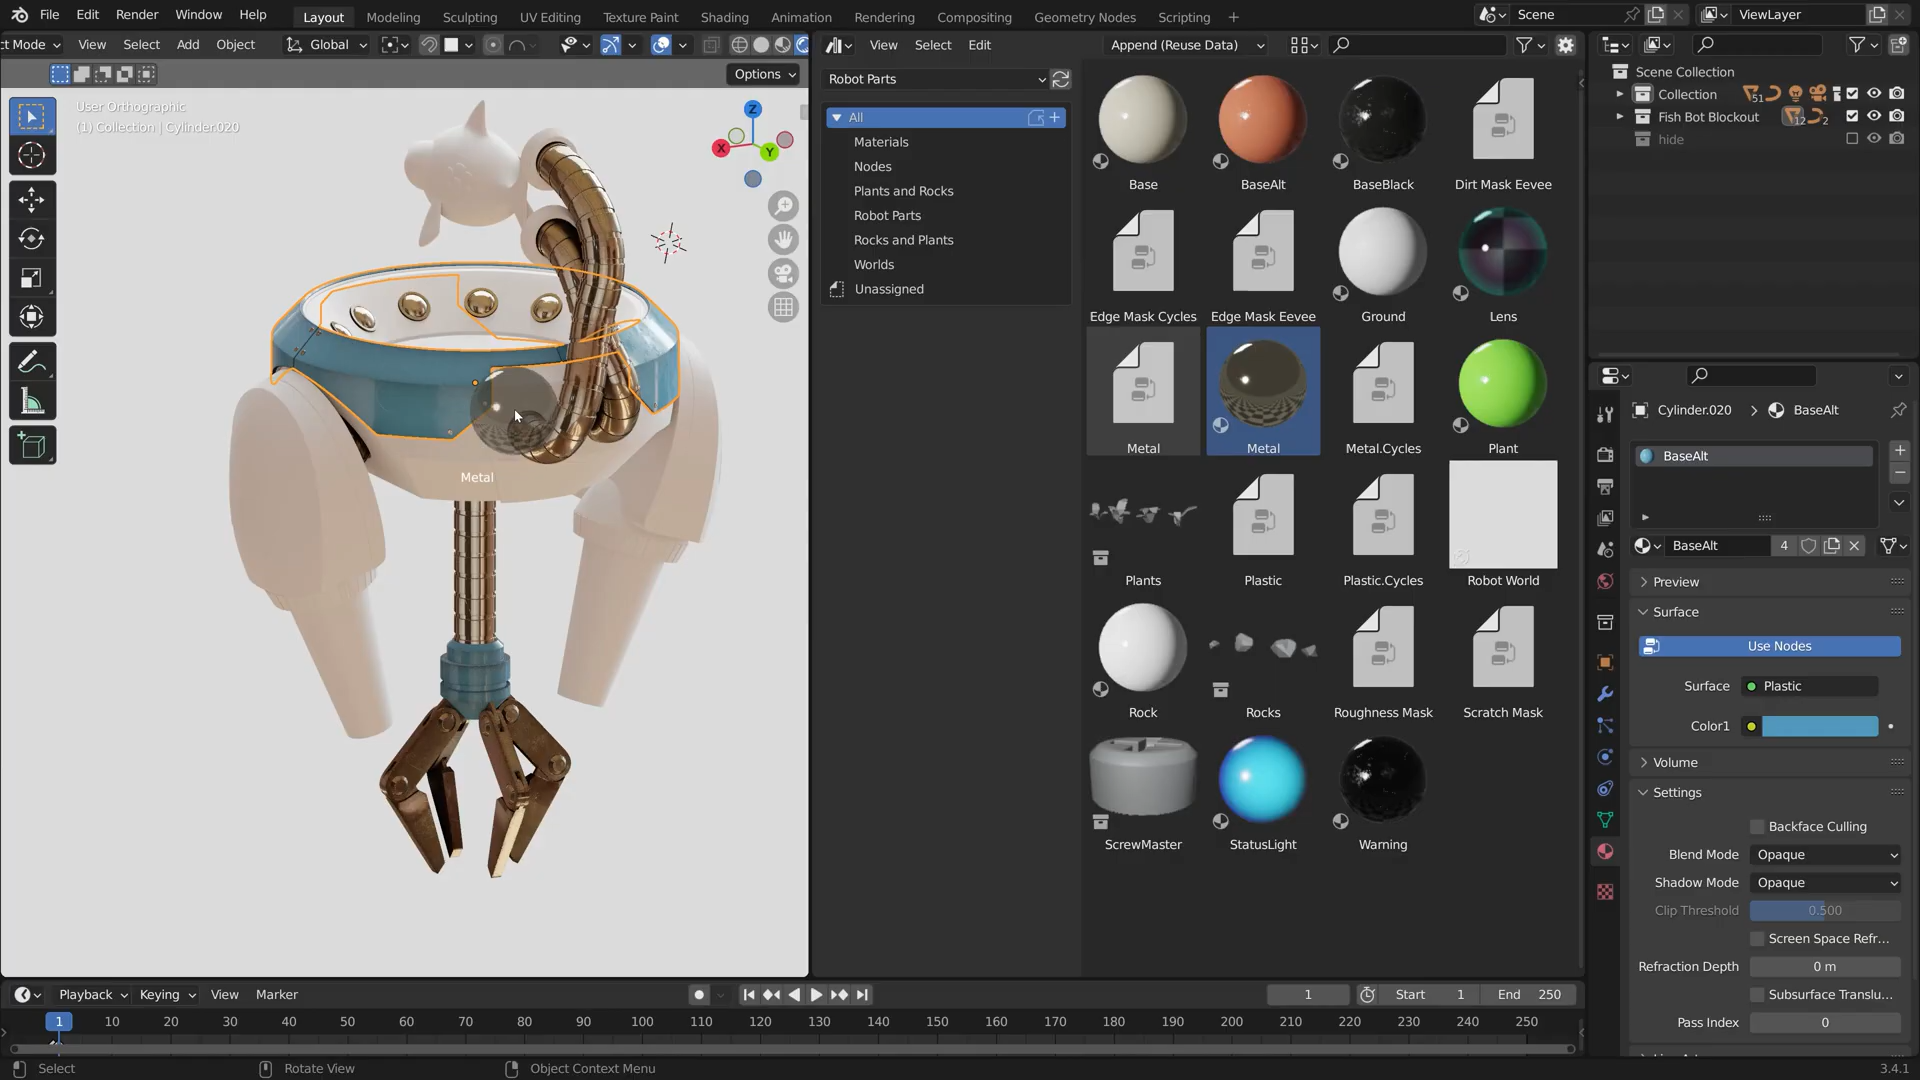 File Edit Render Window Help
Layout Modeling Sculpting UV Editing Texture Paint Shading Animation Rendering Compositing Geometry Nodes Scripting +
Scene
ViewLayer
ct Mode View Select Add Object Global
View Select Edit Append (Reuse Data)
Options
User Orthographic
(1) Collection | Cylinder.020
Z
X
Y
Metal
Robot Parts
All
Materials
Nodes
Plants and Rocks
Robot Parts
Rocks and Plants
Worlds
Unassigned
Base BaseAlt BaseBlack Dirt Mask Eevee
Edge Mask Cycles Edge Mask Eevee Ground Lens
Metal Metal Metal.Cycles Plant
Plants Plastic Plastic.Cycles Robot World
Rock Rocks Roughness Mask Scratch Mask
ScrewMaster StatusLight Warning
Scene Collection
Collection 51
Fish Bot Blockout 12 2
hide
Cylinder.020 > BaseAlt
BaseAlt
BaseAlt 4
Preview
Surface
Use Nodes
Surface Plastic
Color1
Volume
Settings
Backface Culling
Blend Mode Opaque
Shadow Mode Opaque
Clip Threshold 0.500
Screen Space Refr...
Refraction Depth 0 m
Subsurface Translu...
Pass Index 0
Playback Keying View Marker
1 Start 1 End 250
1 10 20 30 40 50 60 70 80 90 100 110 120 130 140 150 160 170 180 190 200 210 220 230 240 250
Select Rotate View Object Context Menu
3.4.1